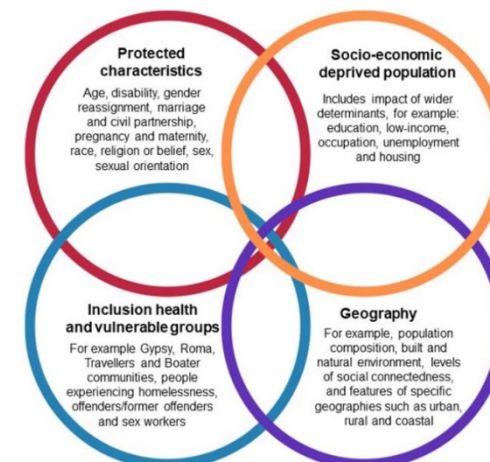 Protected
characteristics
Age, disability, gender
reassignment, marriage
and civil partnership,
pregnancy and maternity,
race, religion or belief, sex,
sexual orientation
Socio-economic
deprived population
Includes impact of wider
determinants, for example:
education, low-income,
occupation, unemployment
and housing
Inclusion health
and vulnerable groups
For example Gypsy, Roma,
Travellers and Boater
communities, people
experiencing homelessness,
offenders/former offenders
and sex workers
Geography
For example, population
composition, built and
natural environment, levels
of social connectedness,
and features of specific
geographies such as urban,
rural and coastal